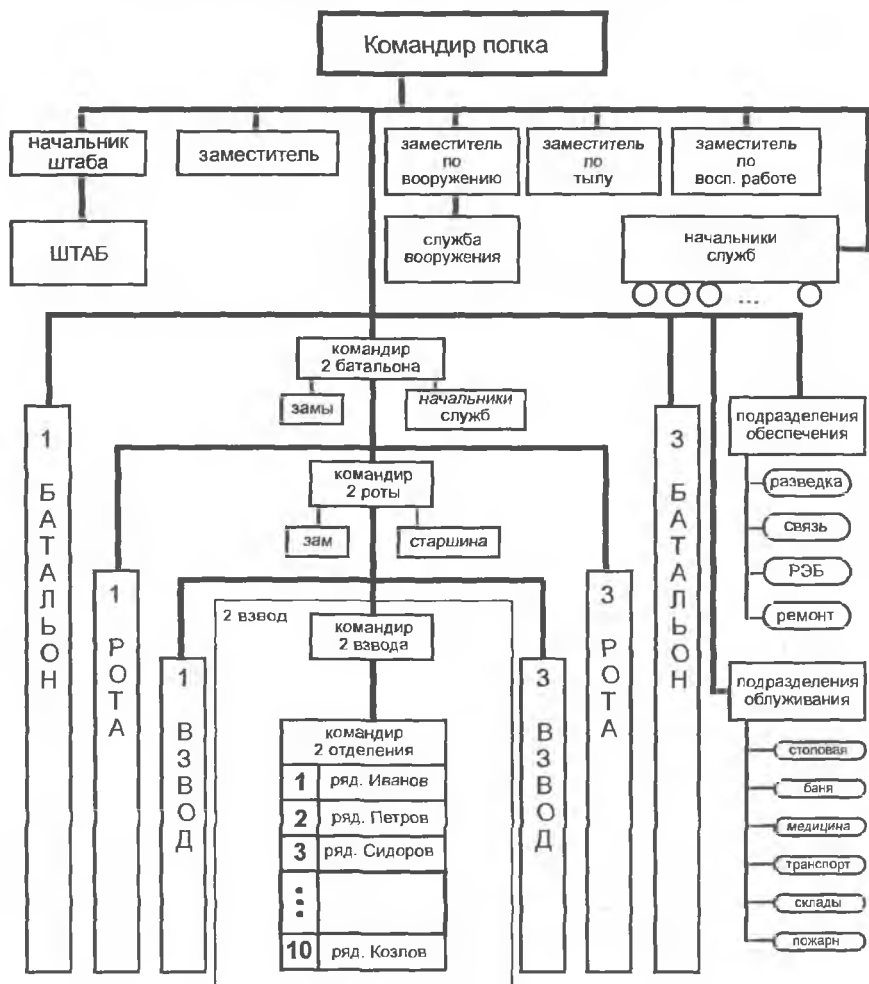 Командир полка
начальник
штаба
заместитель
заместитель
по
вооружению
заместитель
по
тылу
заместитель
по
восп. работе
ШТАБ
служба
вооружения
начальники
служб
...
командир
2 батальона
замы
начальники
служб
1 БАТАЛЬОН
3 БАТАЛЬОН
подразделения
обеспечения
разведка
связь
РЭБ
ремонт
командир
2 роты
зам
старшина
1 РОТА
3 РОТА
2 взвод
командир
2 взвода
1 ВЗВОД
3 ВЗВОД
командир
2 отделения
1 ряд. Иванов
2 ряд. Петров
3 ряд. Сидоров
10 ряд. Козлов
подразделения
облуживания
столовая
баня
медицина
транспорт
склады
пожарн